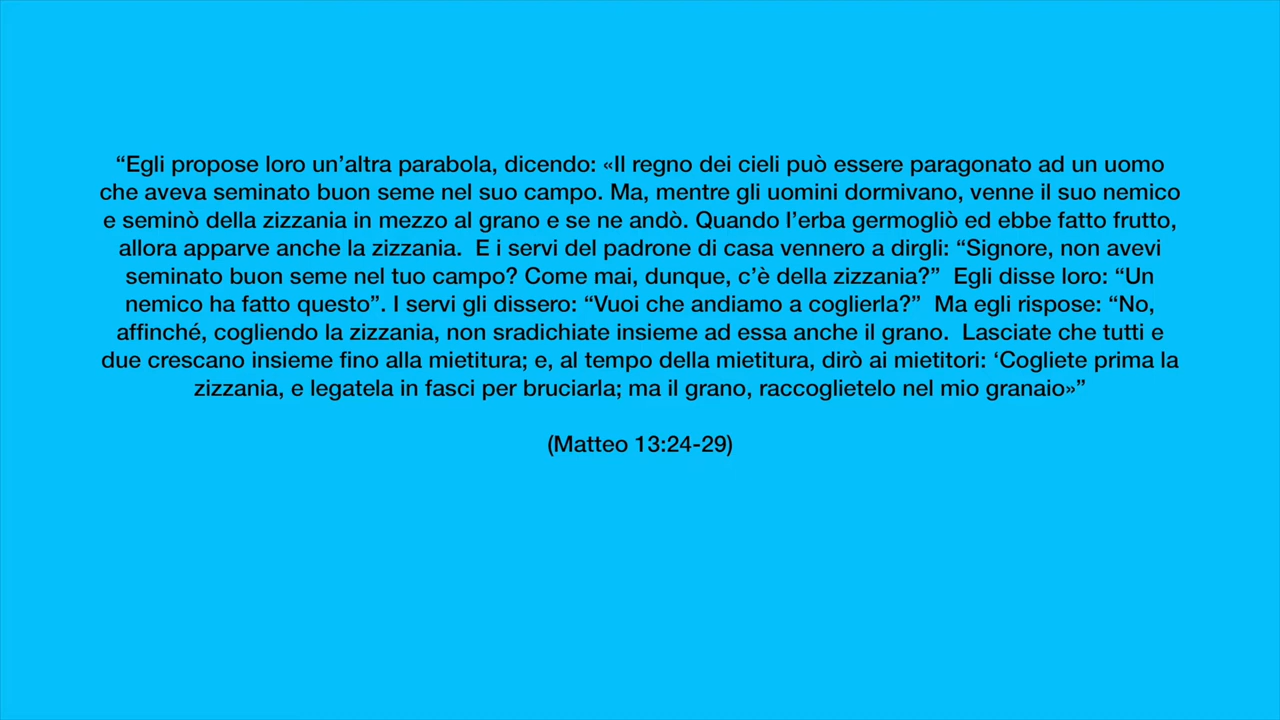 “Egli propose loro un’altra parabola, dicendo: «Il regno dei cieli può essere paragonato ad un uomo
che aveva seminato buon seme nel suo campo. Ma, mentre gli uomini dormivano, venne il suo nemico
e seminò della zizzania in mezzo al grano e se ne andò. Quando l’erba germogliò ed ebbe fatto frutto,
allora apparve anche la zizzania.  E i servi del padrone di casa vennero a dirgli: “Signore, non avevi
seminato buon seme nel tuo campo? Come mai, dunque, c’è della zizzania?”  Egli disse loro: “Un
nemico ha fatto questo”. I servi gli dissero: “Vuoi che andiamo a coglierla?”  Ma egli rispose: “No,
affinché, cogliendo la zizzania, non sradichiate insieme ad essa anche il grano.  Lasciate che tutti e
due crescano insieme fino alla mietitura; e, al tempo della mietitura, dirò ai mietitori: ‘Cogliete prima la
zizzania, e legatela in fasci per bruciarla; ma il grano, raccoglietelo nel mio granaio»”
(Matteo 13:24-29)